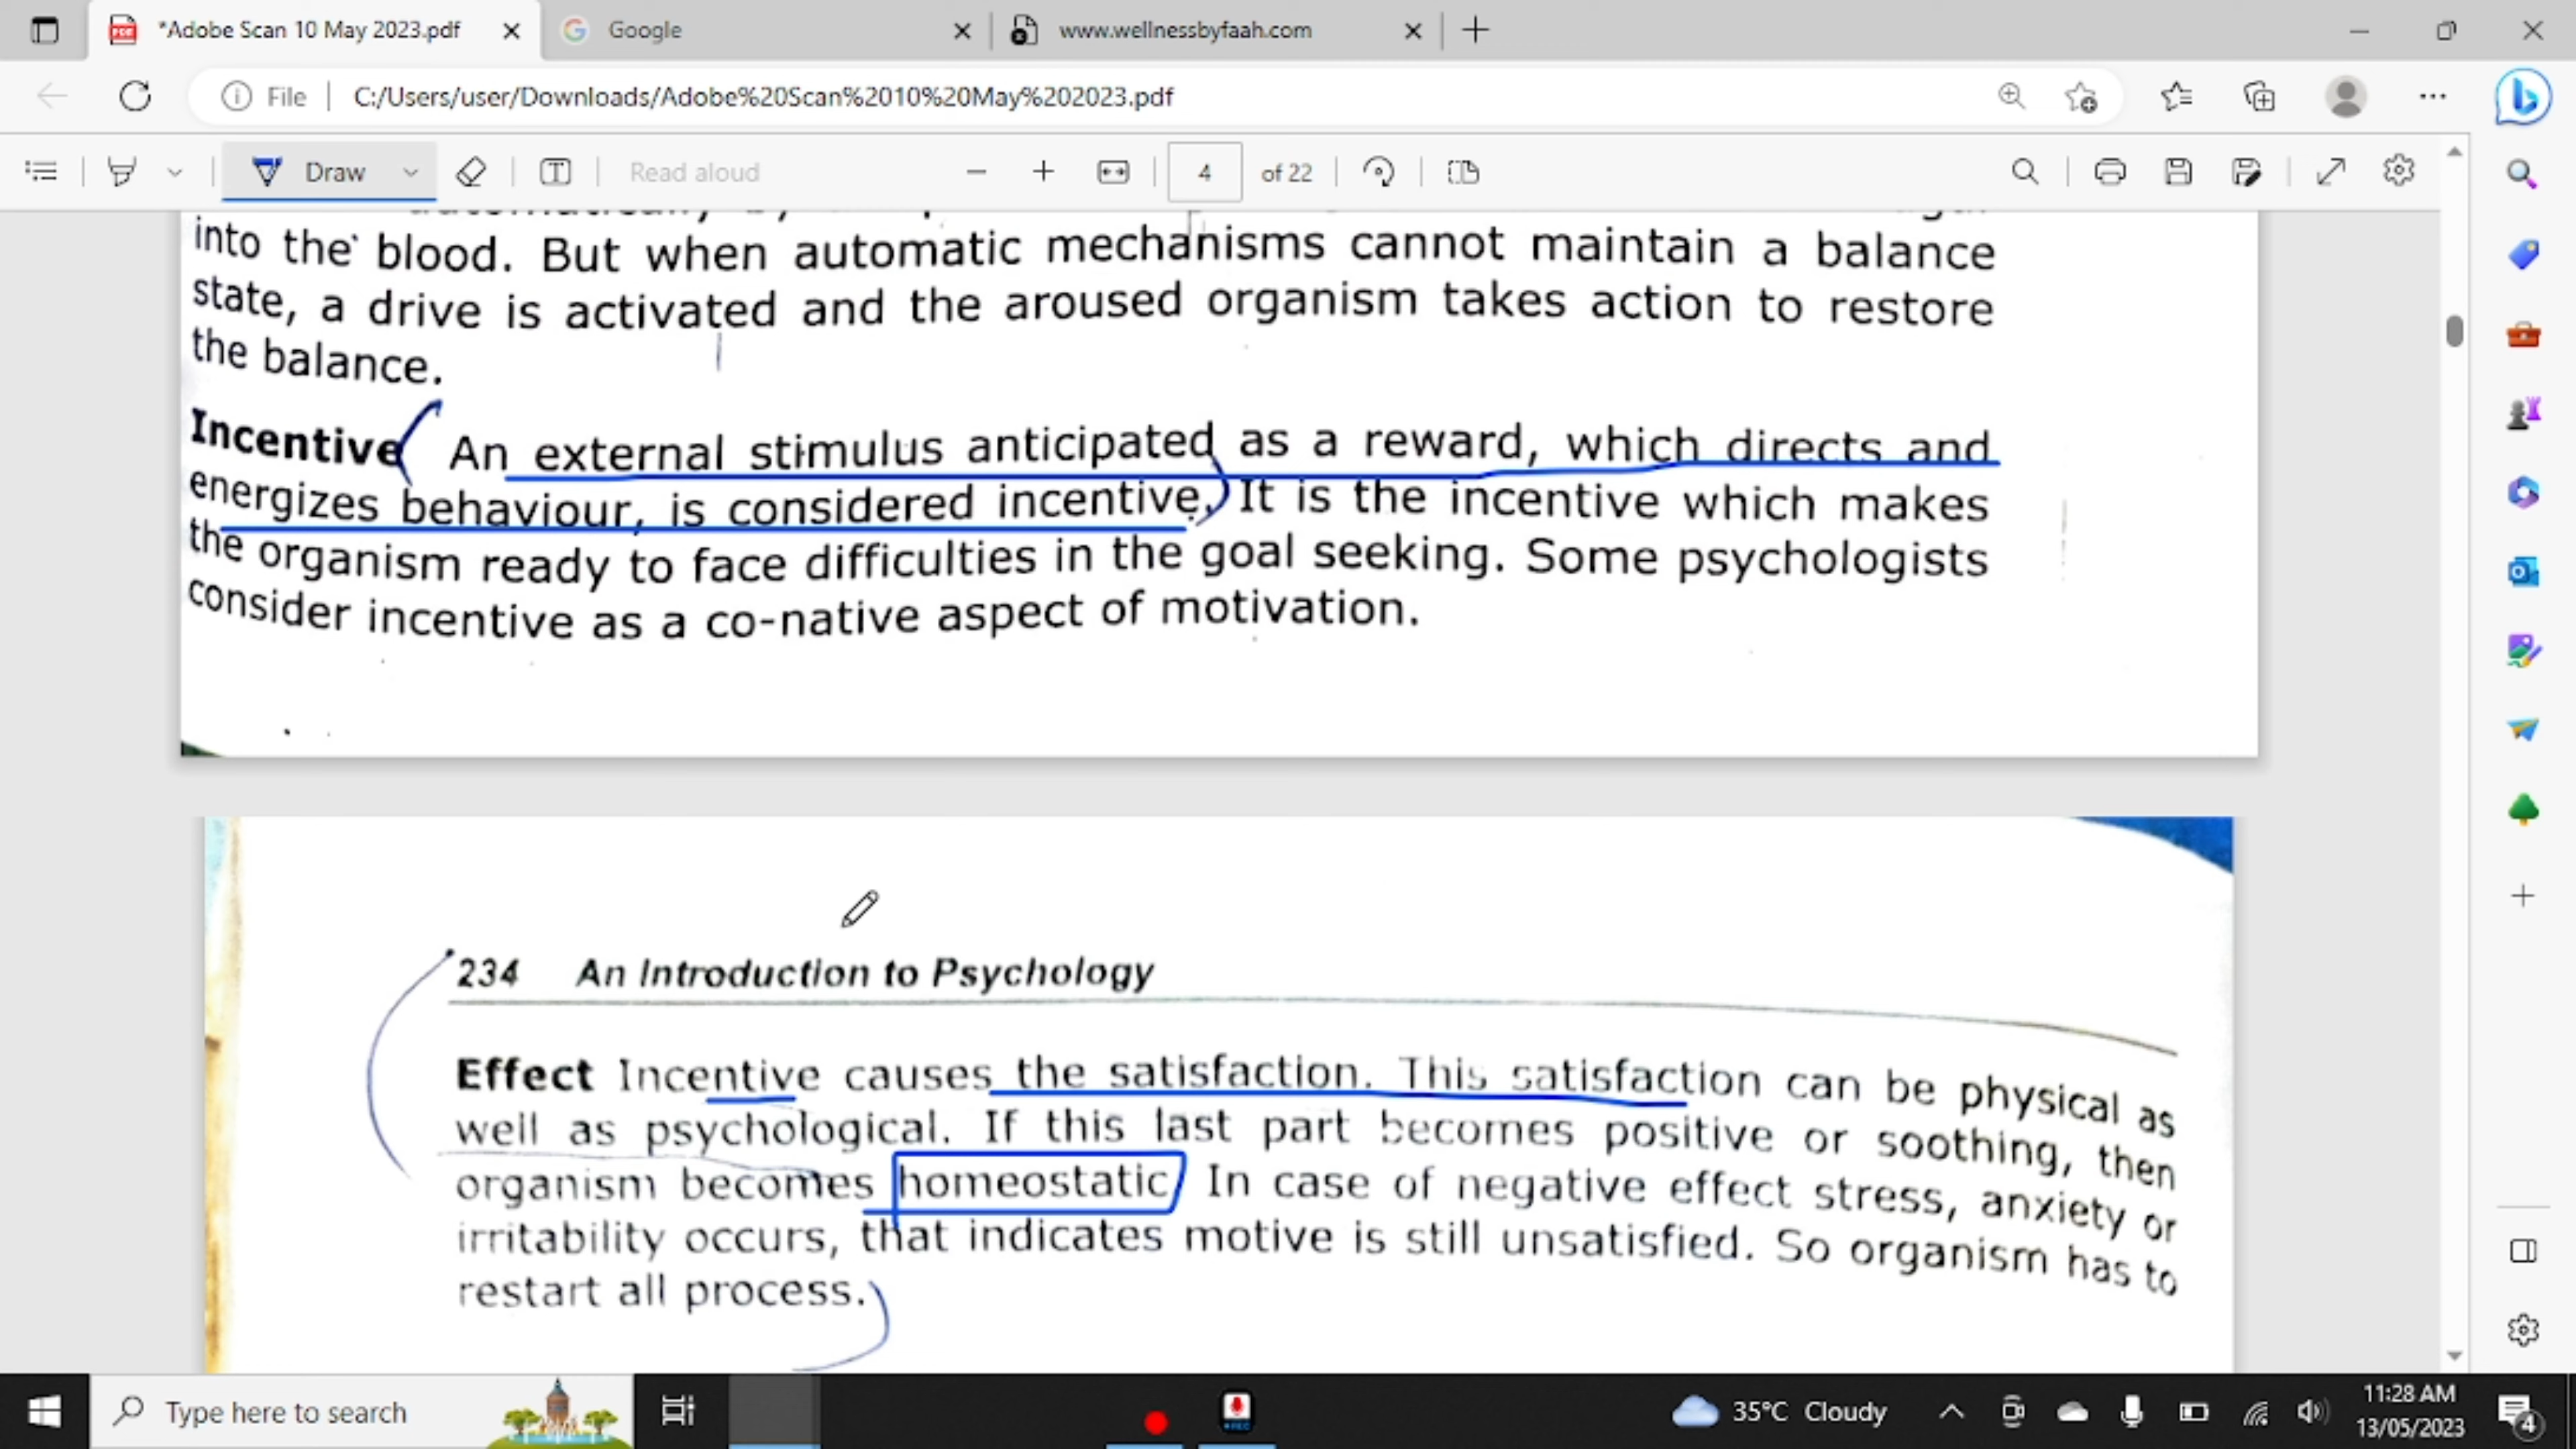 *Adobe Scan 10 May 2023.pdf
Google
www.wellnessbyfaah.com
File
C:/Users/user/Downloads/Adobe%20Scan%2010%20May%202023.pdf
Draw
Read aloud
4
of 22
into the blood. But when automatic mechanisms cannot maintain a balance
state, a drive is activated and the aroused organism takes action to restore
the balance.
Incentive An external stimulus anticipated as a reward, which directs and
energizes behaviour, is considered incentive. It is the incentive which makes
the organism ready to face difficulties in the goal seeking. Some psychologists
consider incentive as a co-native aspect of motivation.
234 An Introduction to Psychology
Effect Incentive causes the satisfaction. This satisfaction can be physical as
well as psychological. If this last part becomes positive or soothing, then
organism becomes homeostatic In case of negative effect stress, anxiety or
irritability occurs, that indicates motive is still unsatisfied. So organism has to
restart all process.
Type here to search
35°C Cloudy
11:28 AM
13/05/2023
4